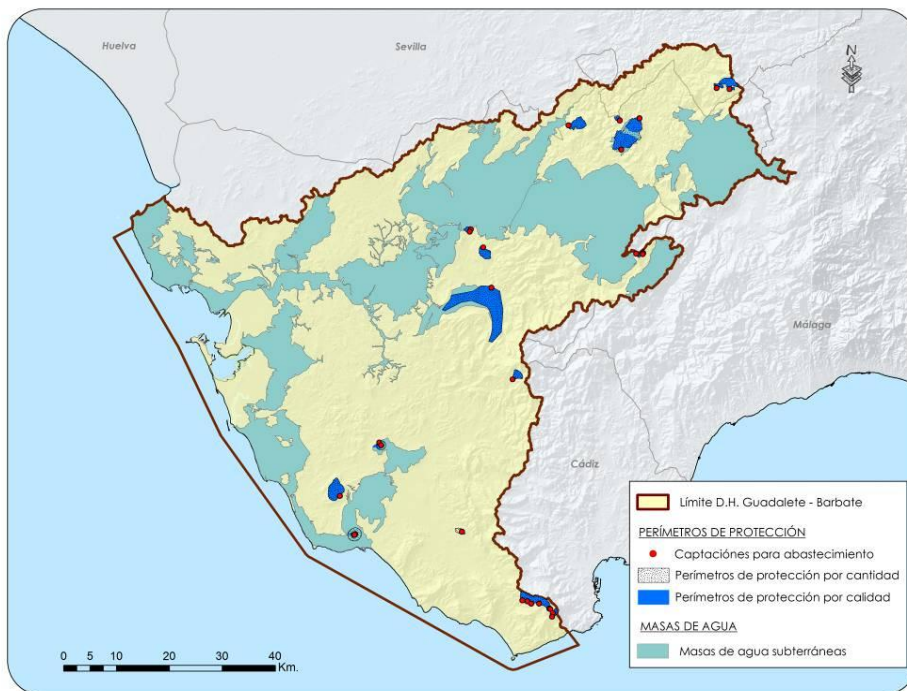 Huelva
Sevilla
N
Málaga
Cádiz
Límite D.H. Guadalete - Barbate
PERÍMETROS DE PROTECCIÓN
Captaciónes para abastecimiento
Perímetros de protección por cantidad
Perímetros de protección por calidad
MASAS DE AGUA
Masas de agua subterráneas
0 5 10 20 30 40
Km.